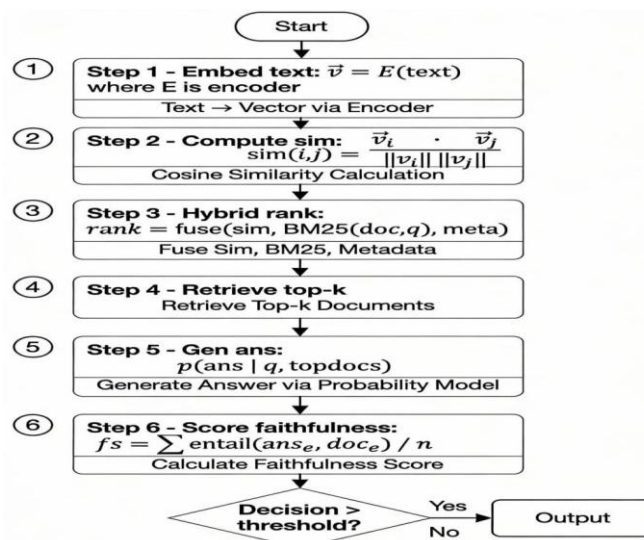 Start
1
Step 1 - Embed text: v⃗ = E(text)
where E is encoder
Text → Vector via Encoder
2
Step 2 - Compute sim:
sim(i,j) = v⃗ᵢ · v⃗ⱼ / ||vᵢ|| ||vⱼ||
Cosine Similarity Calculation
3
Step 3 - Hybrid rank:
rank = fuse(sim, BM25(doc,q), meta)
Fuse Sim, BM25, Metadata
4
Step 4 - Retrieve top-k
Retrieve Top-k Documents
5
Step 5 - Gen ans:
p(ans | q, topdocs)
Generate Answer via Probability Model
6
Step 6 - Score faithfulness:
fs = ∑ entail(ansₑ, docₑ) / n
Calculate Faithfulness Score
Decision >
threshold?
Yes
No
Output